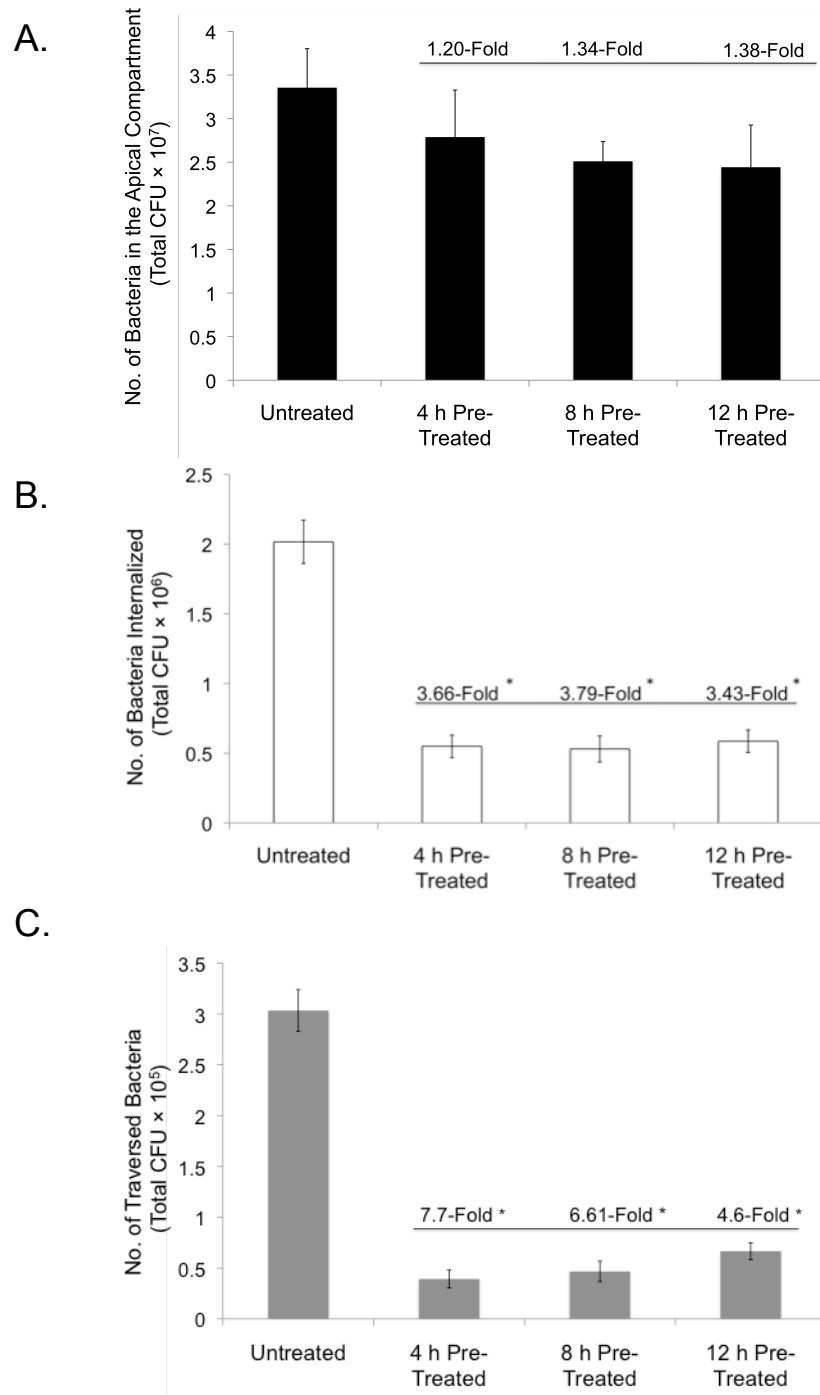 A.
No. of Bacteria in the Apical Compartment
(Total CFU × 10⁷)
4
3.5
3
2.5
2
1.5
1
0.5
0
1.20-Fold 1.34-Fold 1.38-Fold
Untreated 4 h Pre- 8 h Pre- 12 h Pre-
Treated Treated Treated
B.
No. of Bacteria Internalized
(Total CFU × 10⁶)
2.5
2
1.5
1
0.5
0
3.66-Fold * 3.79-Fold * 3.43-Fold *
Untreated 4 h Pre- 8 h Pre- 12 h Pre-
Treated Treated Treated
C.
No. of Traversed Bacteria
(Total CFU × 10⁵)
3.5
3
2.5
2
1.5
1
0.5
0
7.7-Fold * 6.61-Fold * 4.6-Fold *
Untreated 4 h Pre- 8 h Pre- 12 h Pre-
Treated Treated Treated